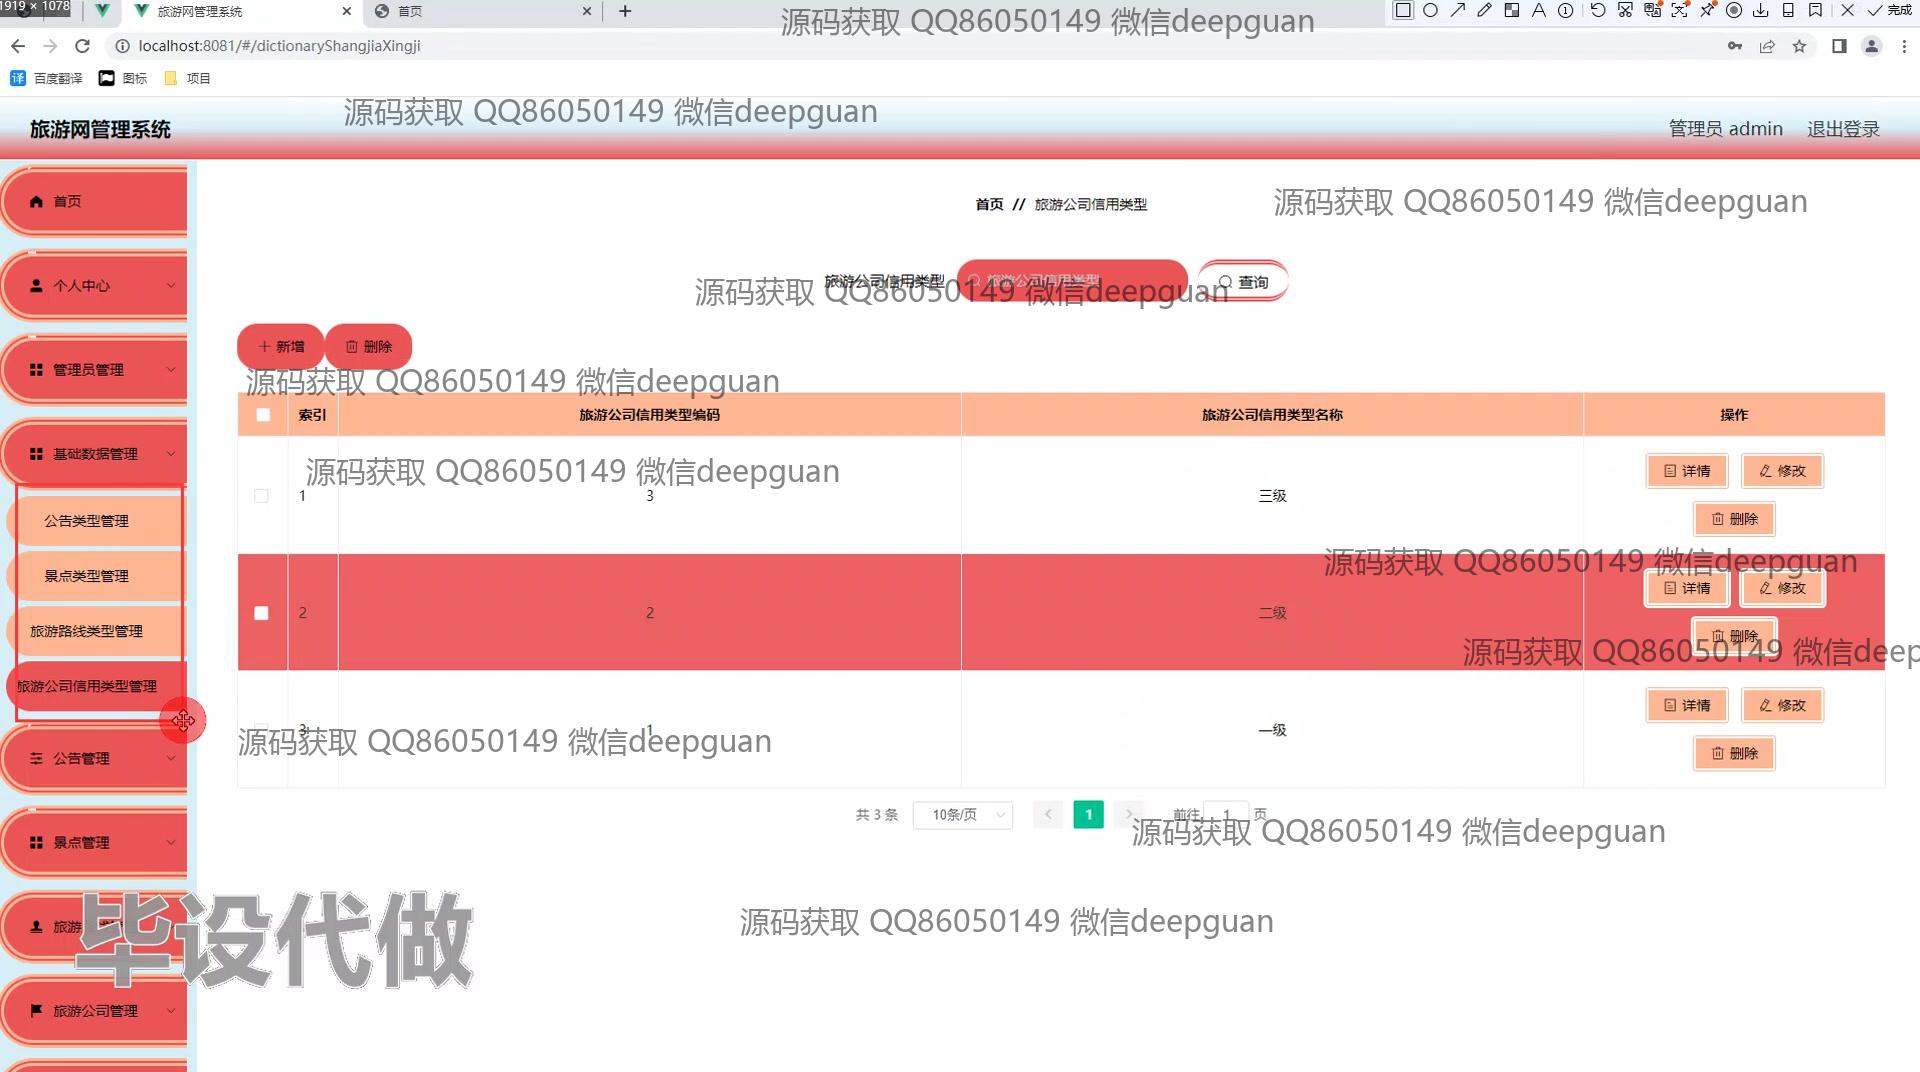 1919 × 1078
旅游网管理系统
首页
完成
源码获取 QQ86050149 微信deepguan
localhost:8081/#/dictionaryShangjiaXingji
百度翻译
图标
项目
源码获取 QQ86050149 微信deepguan
旅游网管理系统
管理员 admin
退出登录
首页
首页 // 旅游公司信用类型
源码获取 QQ86050149 微信deepguan
个人中心
旅游公司信用类型
旅游公司信用类型
查询
源码获取 QQ86050149 微信deepguan
新增
删除
管理员管理
源码获取 QQ86050149 微信deepguan
索引
旅游公司信用类型编码
旅游公司信用类型名称
操作
基础数据管理
源码获取 QQ86050149 微信deepguan
1
3
三级
详情
修改
删除
公告类型管理
景点类型管理
源码获取 QQ86050149 微信deepguan
2
2
二级
详情
修改
删除
旅游路线类型管理
源码获取 QQ86050149 微信deep
旅游公司信用类型管理
3
1
一级
详情
修改
删除
源码获取 QQ86050149 微信deepguan
公告管理
共 3 条
10条/页
1
前往
1
页
源码获取 QQ86050149 微信deepguan
景点管理
旅游
毕设代做
源码获取 QQ86050149 微信deepguan
旅游公司管理